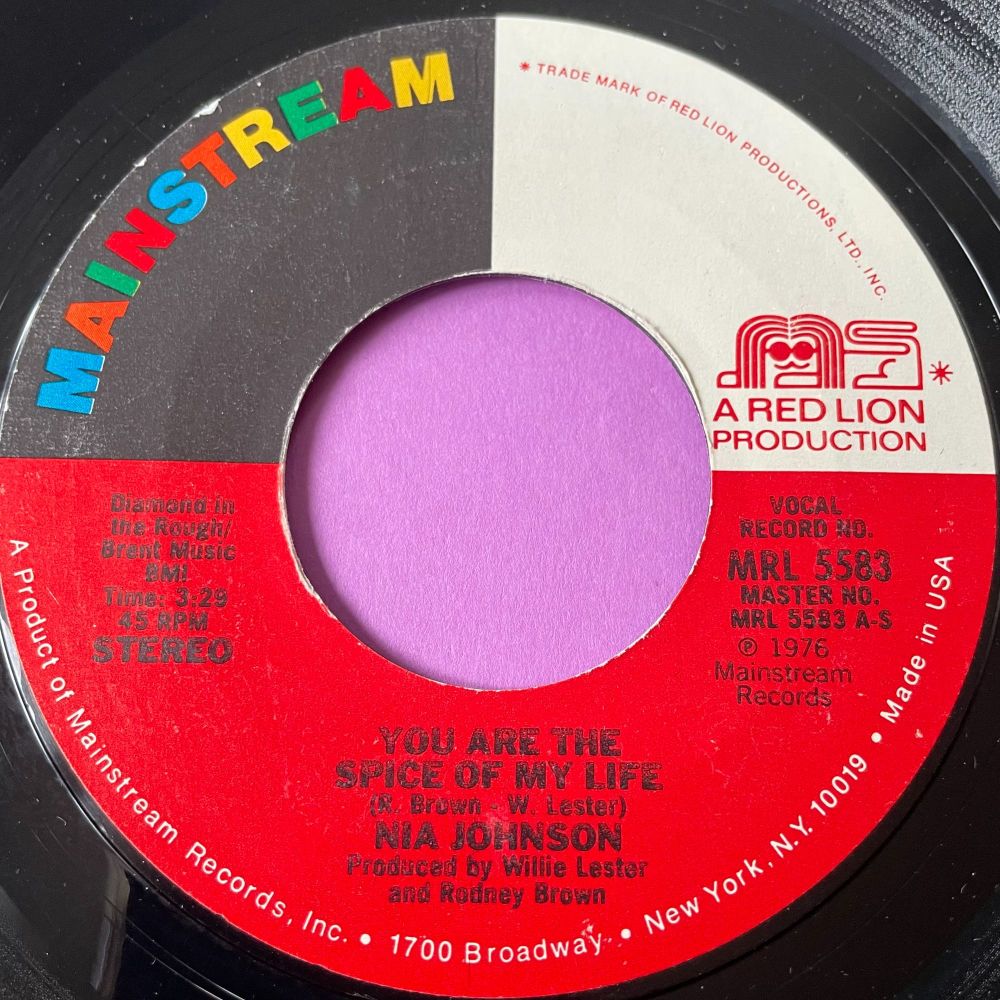 MAINSTREAM
* TRADE MARK OF RED LION PRODUCTIONS, LTD., INC.
MS*
A RED LION
PRODUCTION
Diamond in
the Rough/
Brent Music
BMI
Time: 3:29
45 RPM
STEREO
VOCAL
RECORD NO.
MRL 5583
MASTER NO.
MRL 5583 A-S
℗ 1976
Mainstream
Records
YOU ARE THE
SPICE OF MY LIFE
(R. Brown - W. Lester)
NIA JOHNSON
Produced by Willie Lester
and Rodney Brown
A Product of Mainstream Records, Inc. • 1700 Broadway • New York, N.Y. 10019 • Made in USA